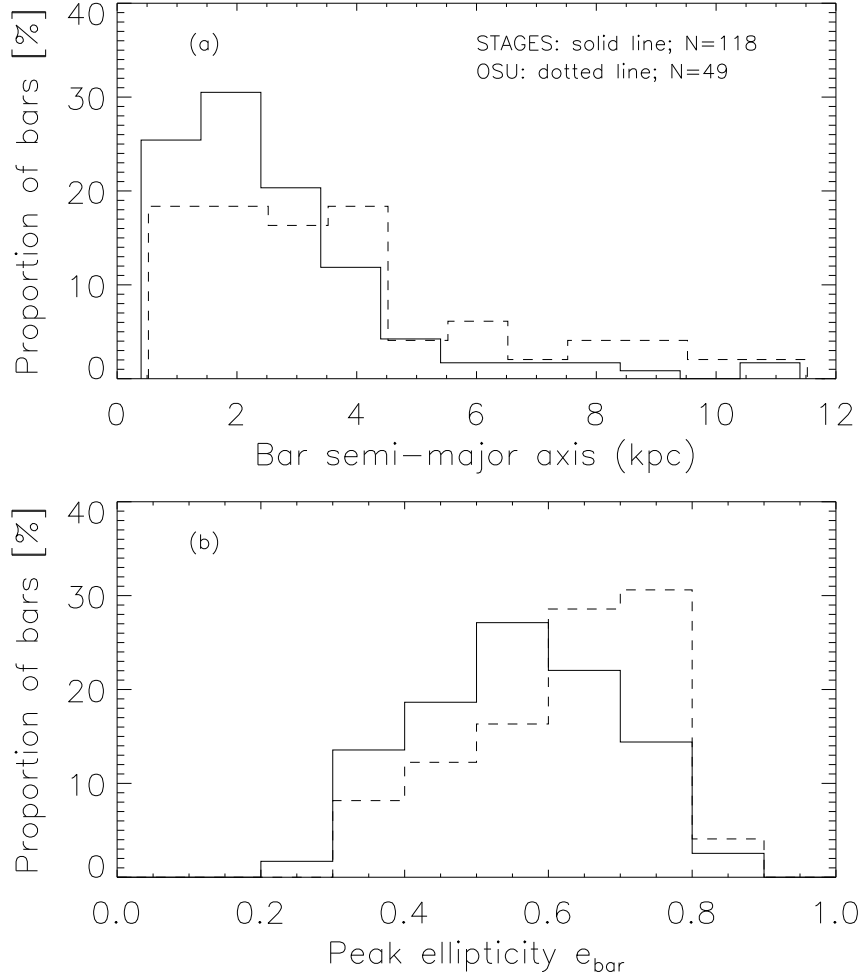 40
30
20
10
0
Proportion of bars [%]
(a)
STAGES: solid line; N=118
OSU: dotted line; N=49
0 2 4 6 8 10 12
Bar semi-major axis (kpc)
40
30
20
10
0
Proportion of bars [%]
(b)
0.0 0.2 0.4 0.6 0.8 1.0
Peak ellipticity e_bar